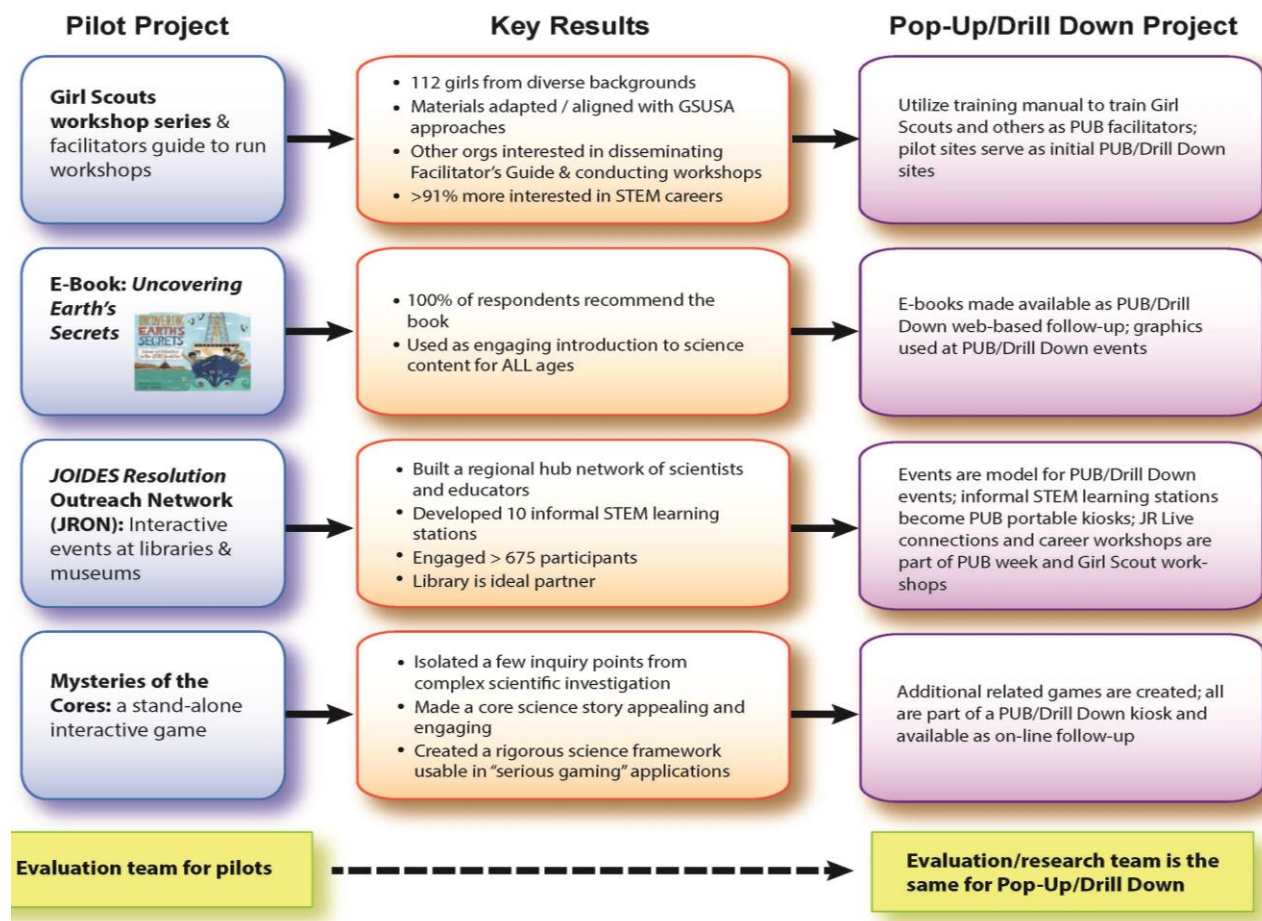 Pilot Project
Key Results
Pop-Up/Drill Down Project
Girl Scouts
workshop series &
facilitators guide to run
workshops
• 112 girls from diverse backgrounds
• Materials adapted / aligned with GSUSA
approaches
• Other orgs interested in disseminating
Facilitator's Guide & conducting workshops
• >91% more interested in STEM careers
Utilize training manual to train Girl
Scouts and others as PUB facilitators;
pilot sites serve as initial PUB/Drill Down
sites
E-Book: Uncovering
Earth's
Secrets
UNCOVERING
EARTH'S
SECRETS
• 100% of respondents recommend the
book
• Used as engaging introduction to science
content for ALL ages
E-books made available as PUB/Drill
Down web-based follow-up; graphics
used at PUB/Drill Down events
JOIDES Resolution
Outreach Network
(JRON): Interactive
events at libraries &
museums
• Built a regional hub network of scientists
and educators
• Developed 10 informal STEM learning
stations
• Engaged > 675 participants
• Library is ideal partner
Events are model for PUB/Drill Down
events; informal STEM learning stations
become PUB portable kiosks; JR Live
connections and career workshops are
part of PUB week and Girl Scout work-
shops
Mysteries of the
Cores: a stand-alone
interactive game
• Isolated a few inquiry points from
complex scientific investigation
• Made a core science story appealing and
engaging
• Created a rigorous science framework
usable in "serious gaming" applications
Additional related games are created; all
are part of a PUB/Drill Down kiosk and
available as on-line follow-up
Evaluation team for pilots
Evaluation/research team is the
same for Pop-Up/Drill Down